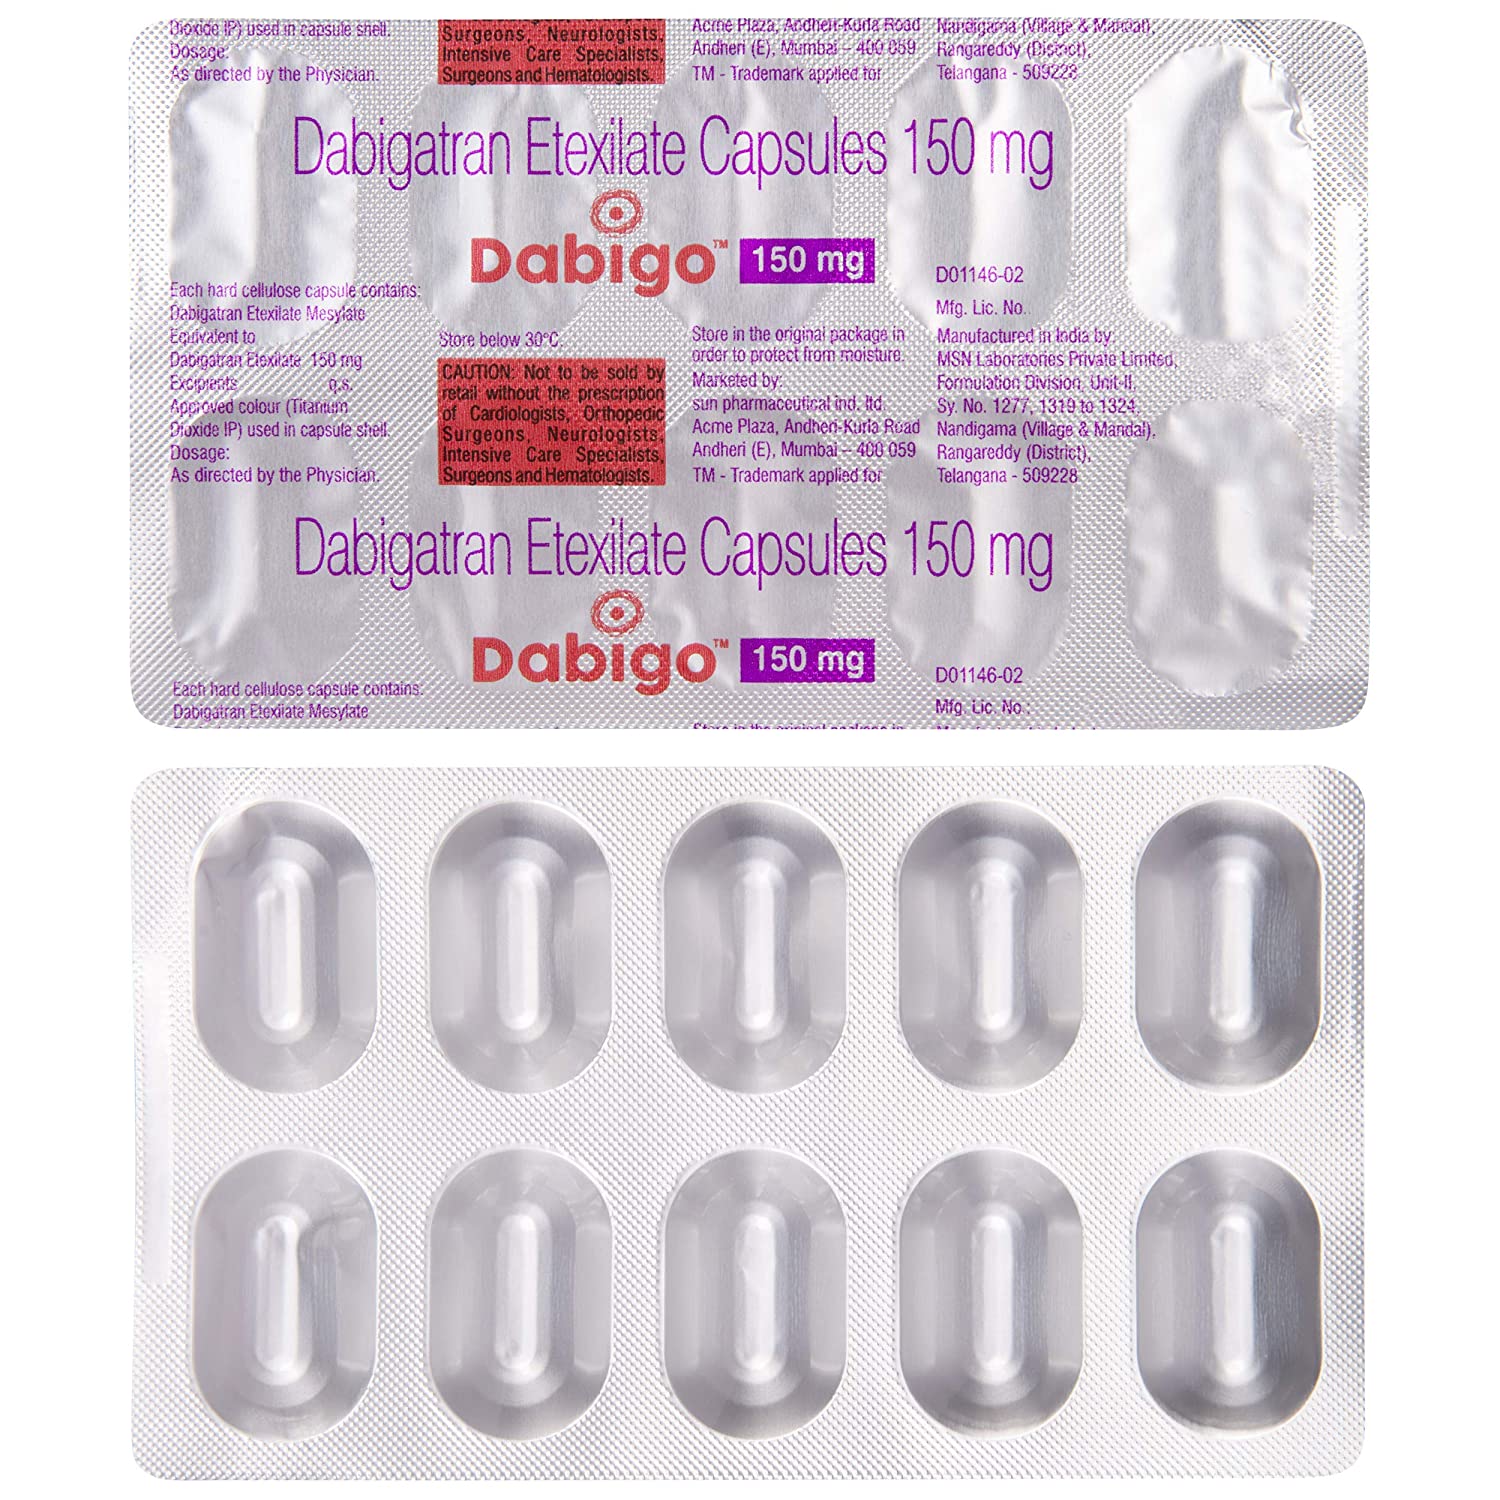 Dioxide IP) used in capsule shell.
Dosage:
As directed by the Physician.
Surgeons, Neurologists,
Intensive Care Specialists,
Surgeons and Hematologists.
Acme Plaza, Andheri-Kurla Road
Andheri (E), Mumbai – 400 059
TM - Trademark applied for
Nandigama (Village & Mandal),
Rangareddy (District),
Telangana - 509228
Dabigatran Etexilate Capsules 150 mg
Dabigo™ 150 mg
Each hard cellulose capsule contains:
Dabigatran Etexilate Mesylate
Equivalent to
Dabigatran Etexilate 150 mg
Excipients q.s.
Approved colour (Titanium
Dioxide IP) used in capsule shell.
Dosage:
As directed by the Physician.
Store below 30°C.
CAUTION: Not to be sold by
retail without the prescription
of Cardiologists, Orthopedic
Surgeons, Neurologists,
Intensive Care Specialists,
Surgeons and Hematologists.
Store in the original package in
order to protect from moisture.
Marketed by:
sun pharmaceutical ind. ltd.
Acme Plaza, Andheri-Kurla Road
Andheri (E), Mumbai – 400 059
TM - Trademark applied for
D01146-02
Mfg. Lic. No.
Manufactured in India by:
MSN Laboratories Private Limited,
Formulation Division, Unit-II,
Sy. No. 1277, 1319 to 1324,
Nandigama (Village & Mandal),
Rangareddy (District),
Telangana - 509228
Dabigatran Etexilate Capsules 150 mg
Dabigo™ 150 mg
Each hard cellulose capsule contains:
Dabigatran Etexilate Mesylate
Store in the original package in
D01146-02
Mfg. Lic. No.: